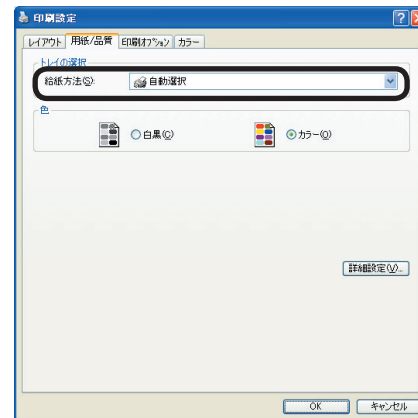 印刷設定
レイアウト 用紙/品質 印刷ｵﾌﾟｼｮﾝ カラー
トレイの選択
給紙方法(S): 自動選択
色
白黒(C) カラー(O)
詳細設定(V)...
OK キャンセル